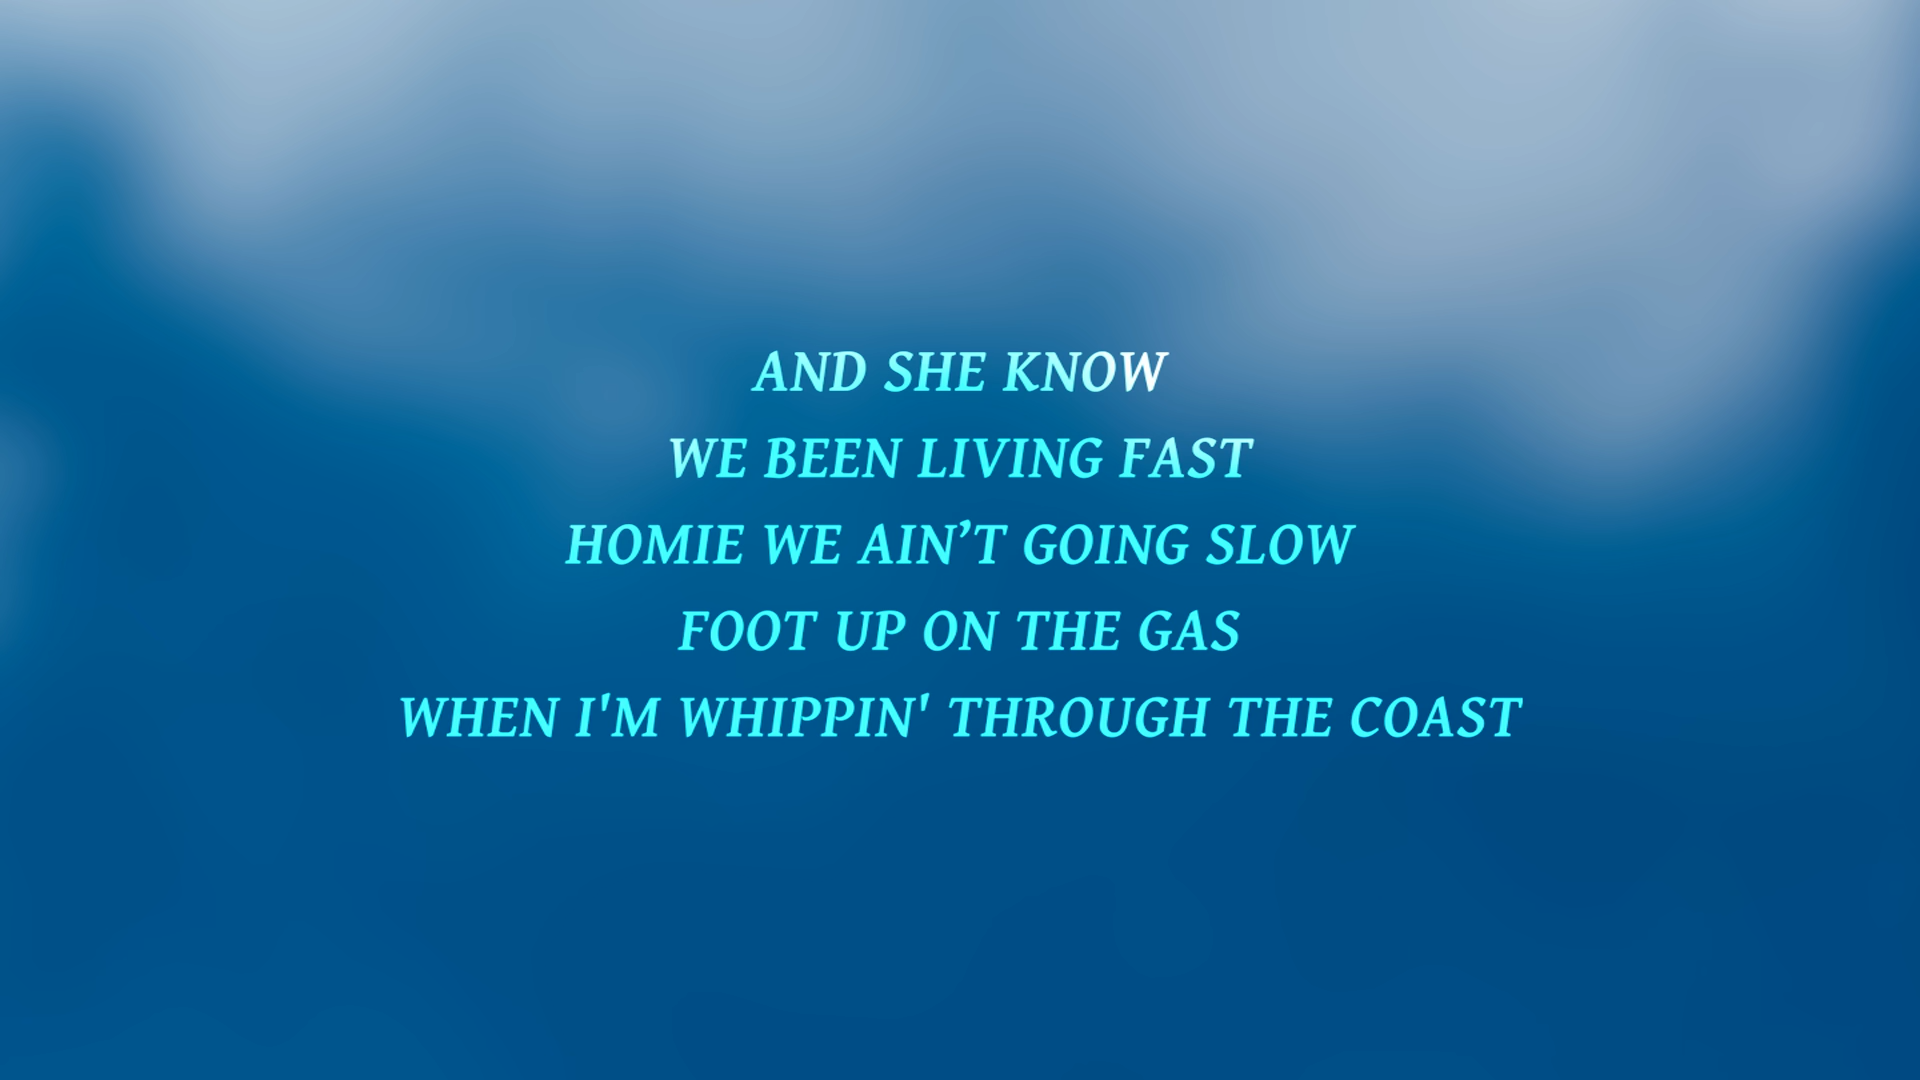 AND SHE KNOW
WE BEEN LIVING FAST
HOMIE WE AIN’T GOING SLOW
FOOT UP ON THE GAS
WHEN I'M WHIPPIN' THROUGH THE COAST